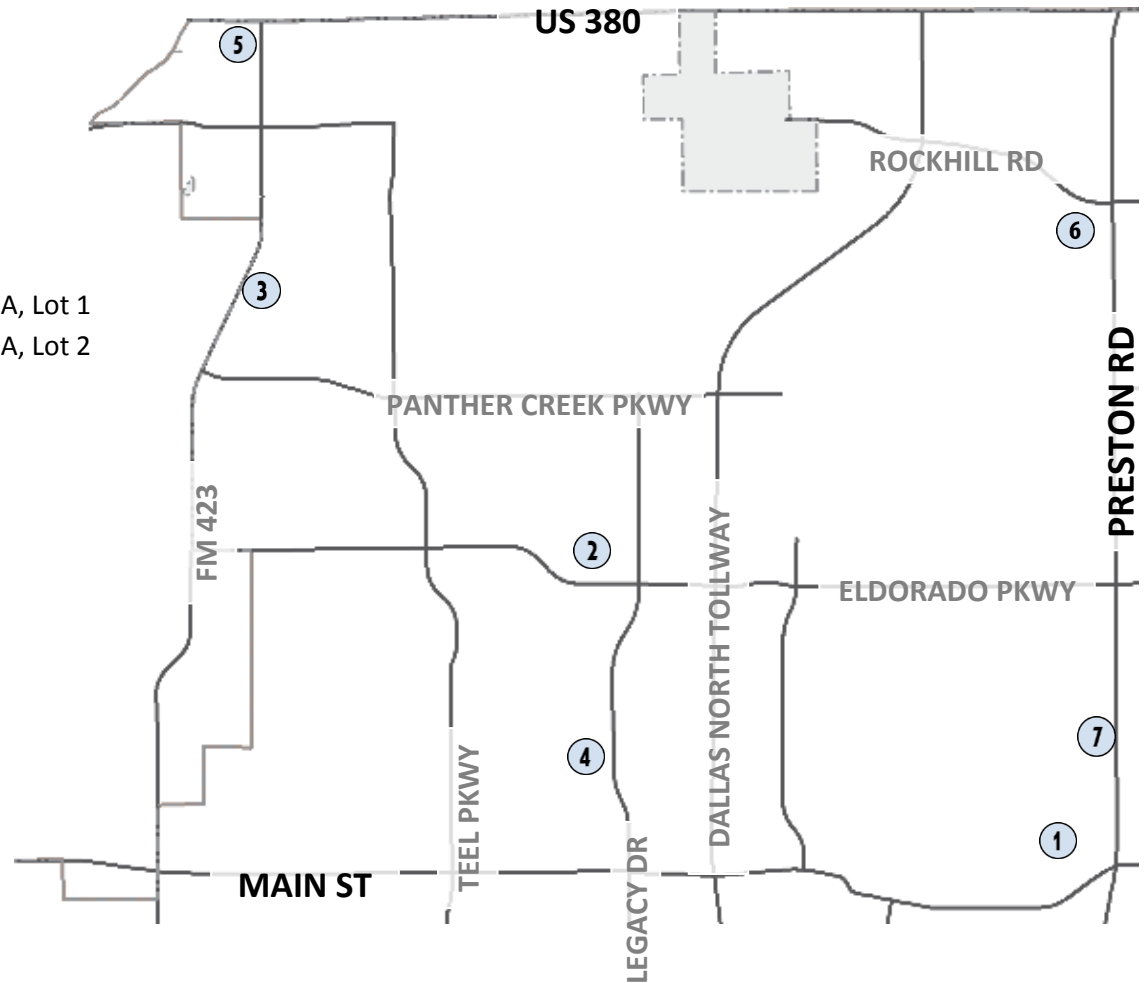 US 380
5
ROCKHILL RD
6
3
A, Lot 1
A, Lot 2
PRESTON RD
PANTHER CREEK PKWY
FM 423
2
DALLAS NORTH TOLLWAY
ELDORADO PKWY
4
7
TEEL PKWY
1
LEGACY DR
MAIN ST